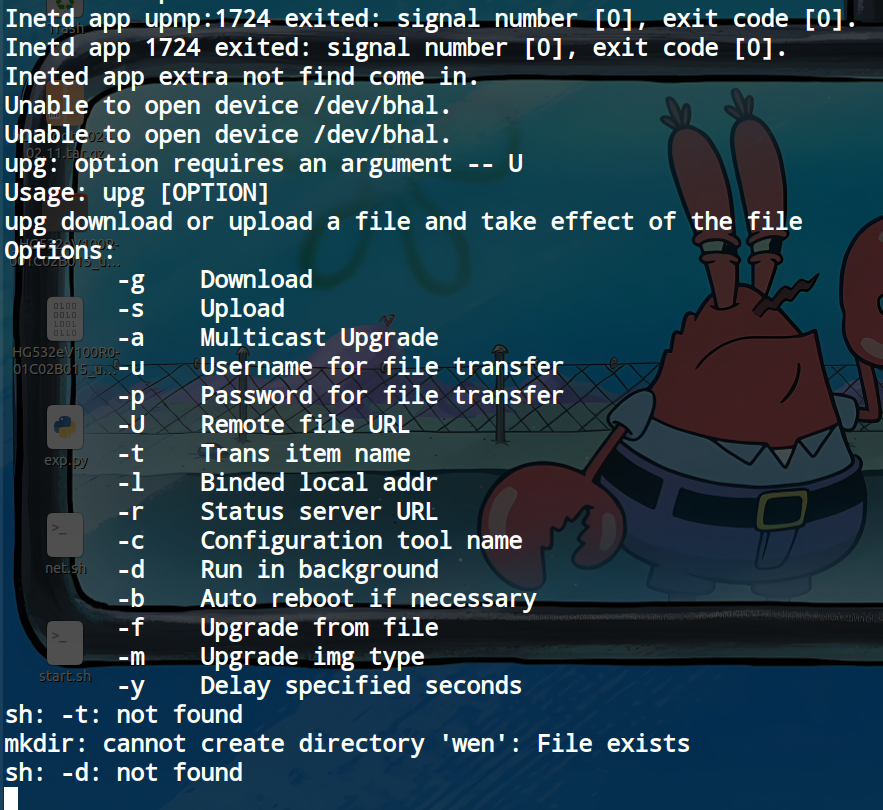 Inetd app upnp:1724 exited: signal number [0], exit code [0].
Inetd app 1724 exited: signal number [0], exit code [0].
Ineted app extra not find come in.
Unable to open device /dev/bhal.
Unable to open device /dev/bhal.
upg: option requires an argument -- U
Usage: upg [OPTION]
upg download or upload a file and take effect of the file
Options:
-g Download
-s Upload
-a Multicast Upgrade
-u Username for file transfer
-p Password for file transfer
-U Remote file URL
-t Trans item name
-l Binded local addr
-r Status server URL
-c Configuration tool name
-d Run in background
-b Auto reboot if necessary
-f Upgrade from file
-m Upgrade img type
-y Delay specified seconds
sh: -t: not found
mkdir: cannot create directory 'wen': File exists
sh: -d: not found
Trash
HG532eV100R0-
01C02B015_u...
exp.py
net.sh
start.sh